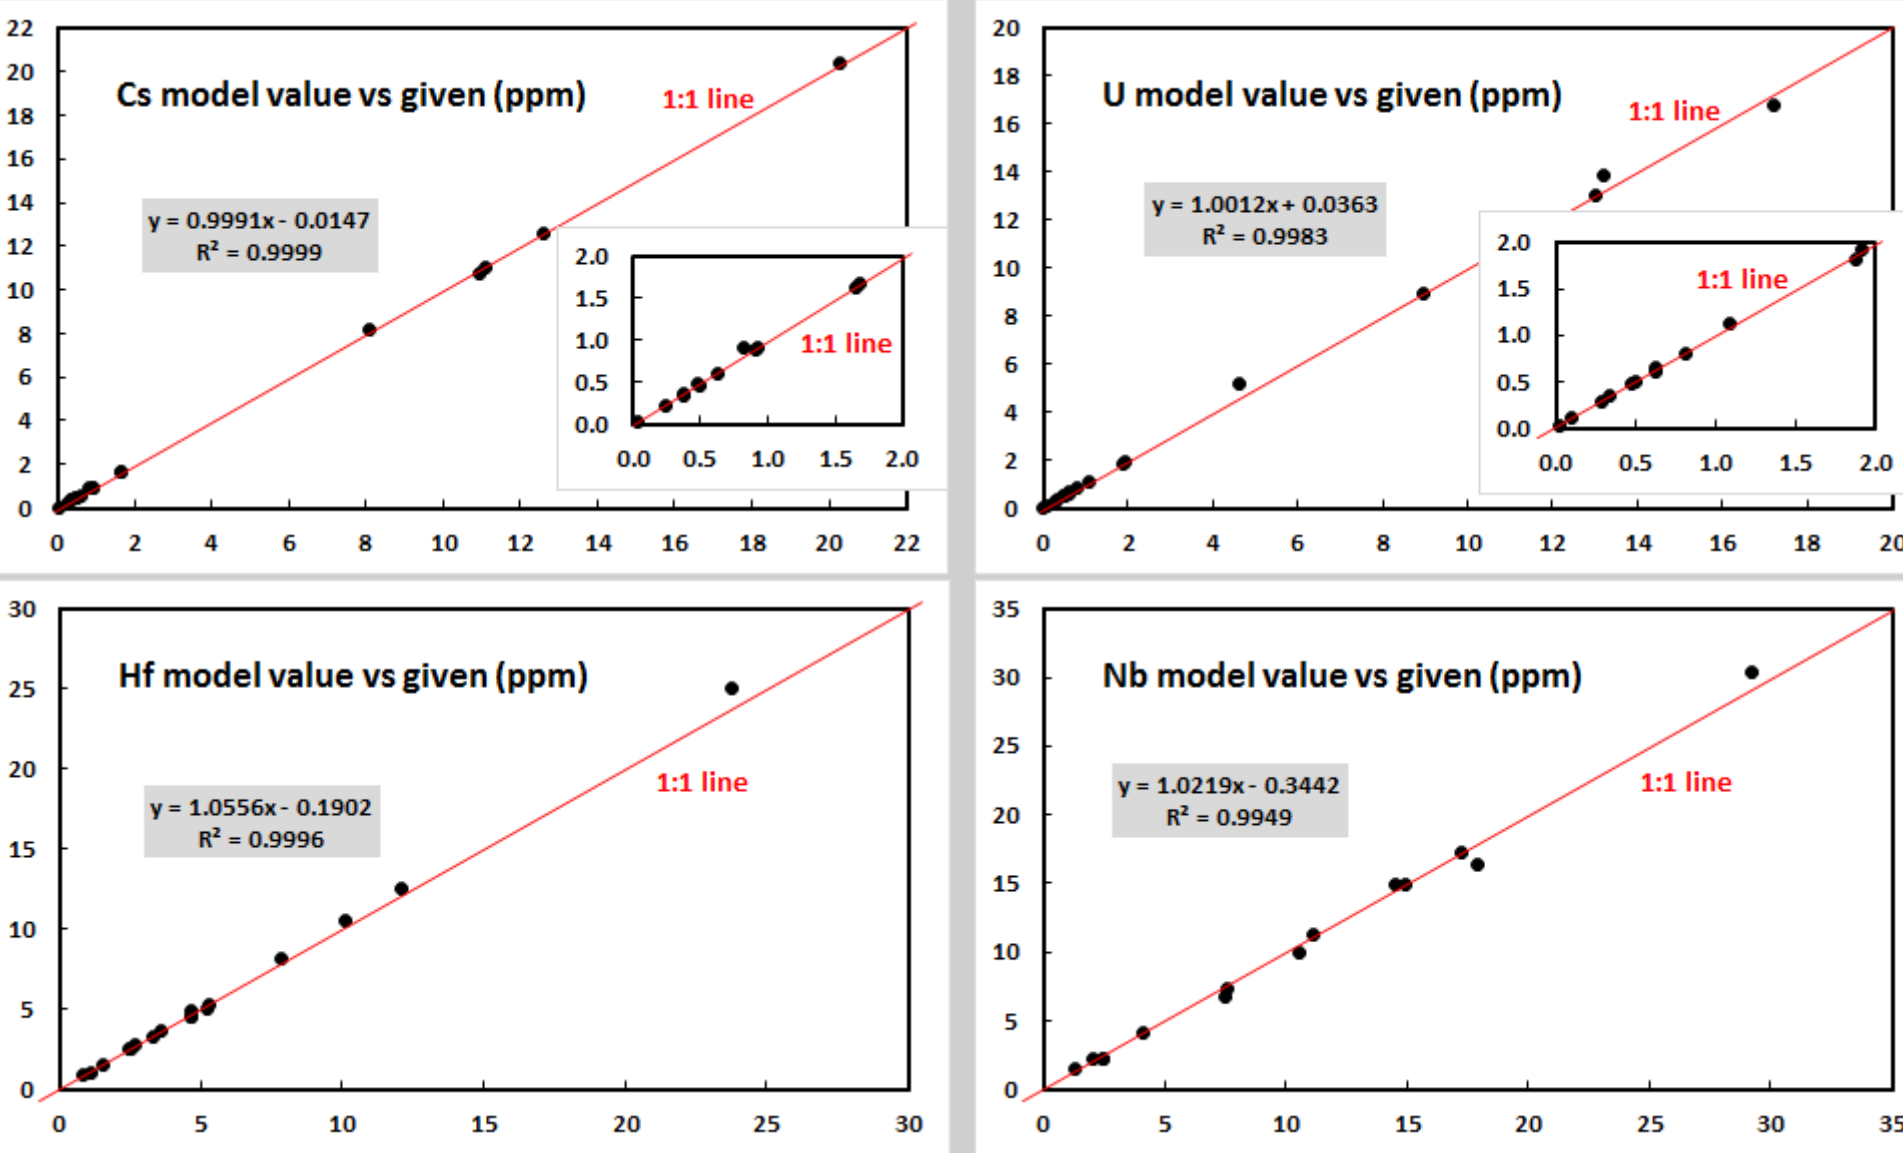 Cs model value vs given (ppm)
1:1 line
y = 0.9991x - 0.0147
R² = 0.9999
22
20
18
16
14
12
10
8
6
4
2
0
0 2 4 6 8 10 12 14 16 18 20 22
2.0
1.5
1.0
0.5
0.0
1:1 line
0.0 0.5 1.0 1.5 2.0
U model value vs given (ppm)
1:1 line
y = 1.0012x + 0.0363
R² = 0.9983
20
18
16
14
12
10
8
6
4
2
0
0 2 4 6 8 10 12 14 16 18 20
2.0
1.5
1.0
0.5
0.0
1:1 line
0.0 0.5 1.0 1.5 2.0
Hf model value vs given (ppm)
1:1 line
y = 1.0556x - 0.1902
R² = 0.9996
30
25
20
15
10
5
0
0 5 10 15 20 25 30
Nb model value vs given (ppm)
1:1 line
y = 1.0219x - 0.3442
R² = 0.9949
35
30
25
20
15
10
5
0
0 5 10 15 20 25 30 35